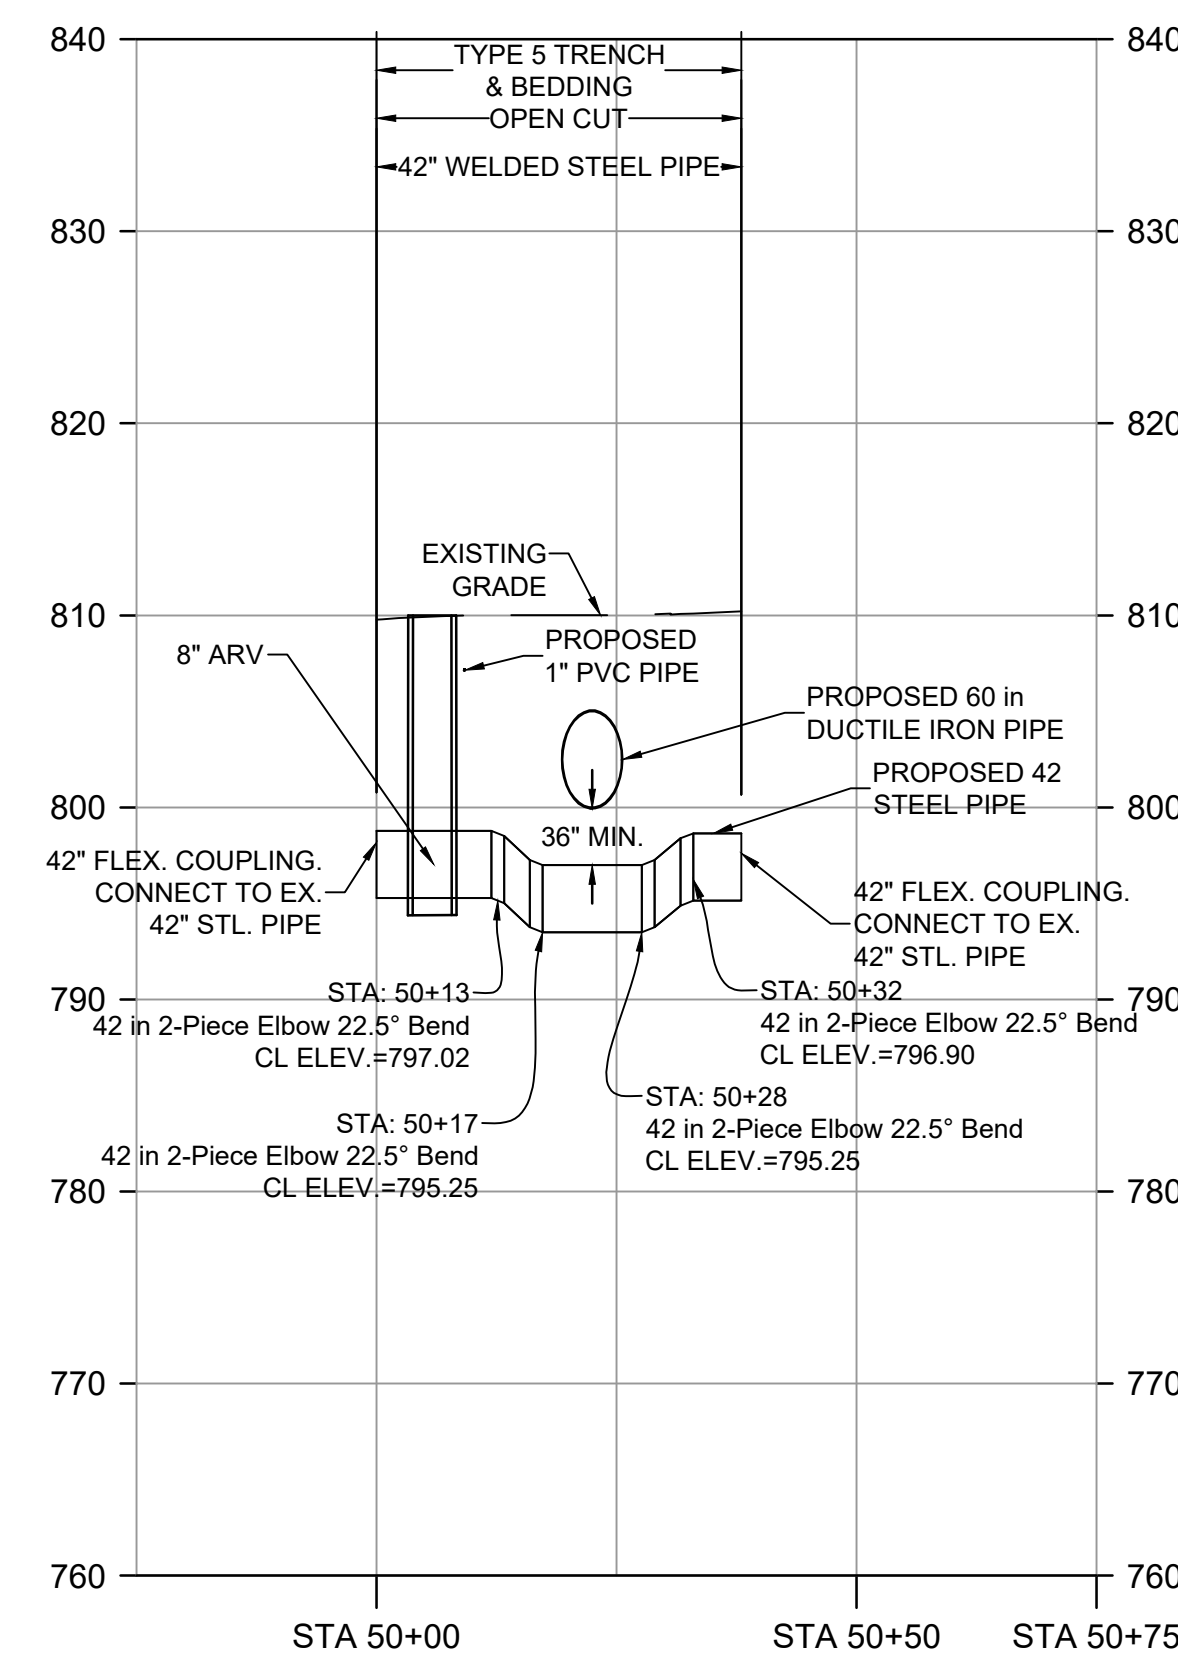 840
840
TYPE 5 TRENCH
& BEDDING
OPEN CUT
42" WELDED STEEL PIPE
830
830
820
820
EXISTING
GRADE
810
810
8" ARV
PROPOSED
1" PVC PIPE
PROPOSED 60 in
DUCTILE IRON PIPE
PROPOSED 42
STEEL PIPE
800
800
36" MIN.
42" FLEX. COUPLING.
CONNECT TO EX.
42" STL. PIPE
42" FLEX. COUPLING.
CONNECT TO EX.
42" STL. PIPE
790
790
STA: 50+13
42 in 2-Piece Elbow 22.5° Bend
CL ELEV.=797.02
STA: 50+32
42 in 2-Piece Elbow 22.5° Bend
CL ELEV.=796.90
STA: 50+17
42 in 2-Piece Elbow 22.5° Bend
CL ELEV.=795.25
STA: 50+28
42 in 2-Piece Elbow 22.5° Bend
CL ELEV.=795.25
780
780
770
770
760
760
STA 50+00
STA 50+50
STA 50+75